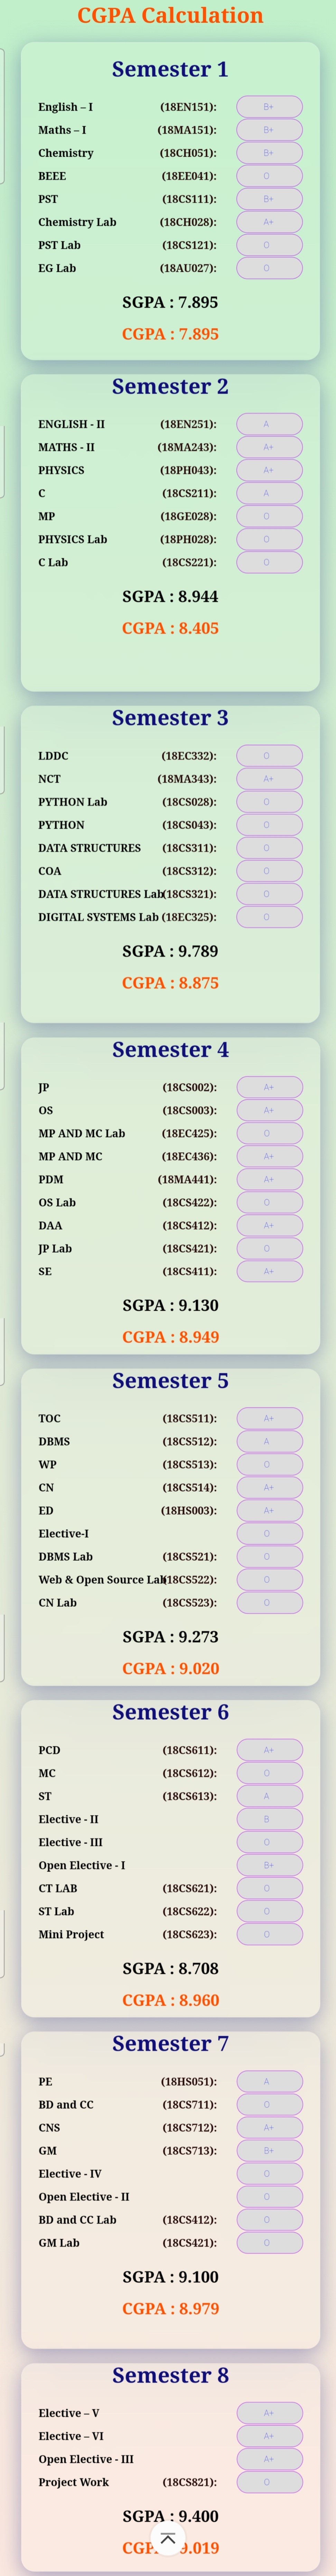 CGPA Calculation
Semester 1
English – I (18EN151): B+
Maths – I (18MA151): B+
Chemistry (18CH051): B+
BEEE (18EE041): O
PST (18CS111): B+
Chemistry Lab (18CH028): A+
PST Lab (18CS121): O
EG Lab (18AU027): O
SGPA : 7.895
CGPA : 7.895
Semester 2
ENGLISH - II (18EN251): A
MATHS - II (18MA243): A+
PHYSICS (18PH043): A+
C (18CS211): A
MP (18GE028): O
PHYSICS Lab (18PH028): O
C Lab (18CS221): O
SGPA : 8.944
CGPA : 8.405
Semester 3
LDDC (18EC332): O
NCT (18MA343): A+
PYTHON Lab (18CS028): O
PYTHON (18CS043): O
DATA STRUCTURES (18CS311): O
COA (18CS312): O
DATA STRUCTURES Lab (18CS321): O
DIGITAL SYSTEMS Lab (18EC325): O
SGPA : 9.789
CGPA : 8.875
Semester 4
JP (18CS002): A+
OS (18CS003): A+
MP AND MC Lab (18EC425): O
MP AND MC (18EC436): A+
PDM (18MA441): A+
OS Lab (18CS422): O
DAA (18CS412): A+
JP Lab (18CS421): O
SE (18CS411): A+
SGPA : 9.130
CGPA : 8.949
Semester 5
TOC (18CS511): A+
DBMS (18CS512): A
WP (18CS513): O
CN (18CS514): A+
ED (18HS003): A+
Elective-I O
DBMS Lab (18CS521): O
Web & Open Source Lab (18CS522): O
CN Lab (18CS523): O
SGPA : 9.273
CGPA : 9.020
Semester 6
PCD (18CS611): A+
MC (18CS612): O
ST (18CS613): A
Elective - II B
Elective - III O
Open Elective - I B+
CT LAB (18CS621): O
ST Lab (18CS622): O
Mini Project (18CS623): O
SGPA : 8.708
CGPA : 8.960
Semester 7
PE (18HS051): A
BD and CC (18CS711): O
CNS (18CS712): A+
GM (18CS713): B+
Elective - IV O
Open Elective - II O
BD and CC Lab (18CS412): O
GM Lab (18CS421): O
SGPA : 9.100
CGPA : 8.979
Semester 8
Elective – V A+
Elective – VI A+
Open Elective - III A+
Project Work (18CS821): O
SGPA : 9.400